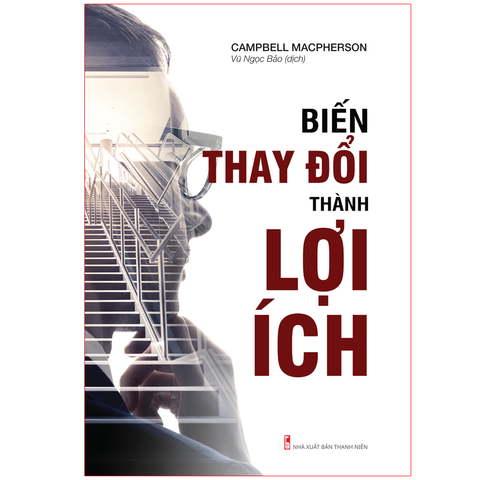 CAMPBELL MACPHERSON
Vũ Ngọc Bảo (dịch)
BIẾN
THAY ĐỔI
THÀNH
LỢI
ÍCH
NHÀ XUẤT BẢN THANH NIÊN